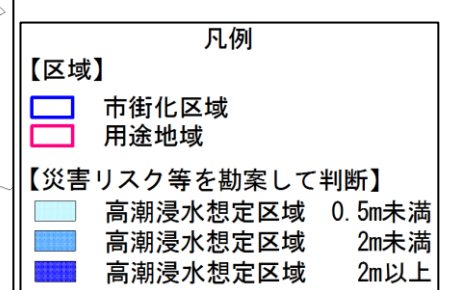 凡例
【区域】
市街化区域
用途地域
【災害リスク等を勘案して判断】
高潮浸水想定区域 0.5m未満
高潮浸水想定区域 2m未満
高潮浸水想定区域 2m以上